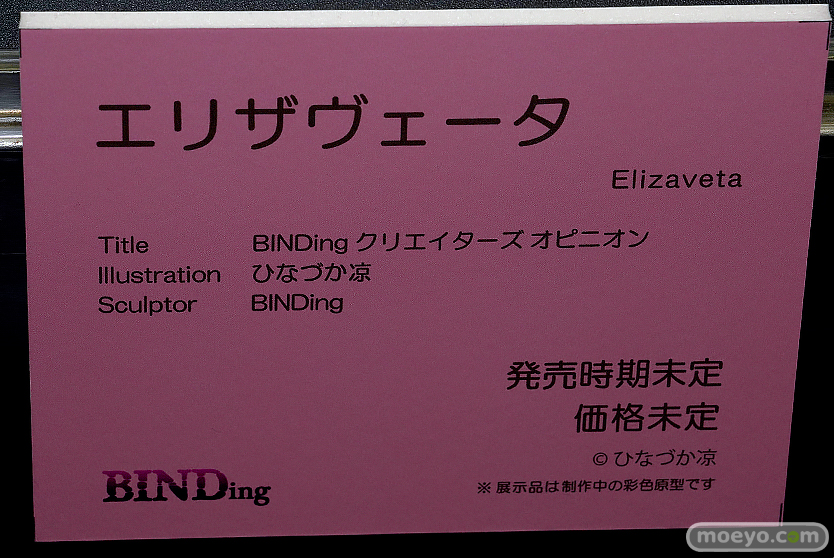 エリザヴェータ
Elizaveta
Title BINDing クリエイターズ オピニオン
Illustration ひなづか凉
Sculptor BINDing
発売時期未定
価格未定
©ひなづか凉
※展示品は制作中の彩色原型です
BINDing
moeyo.com